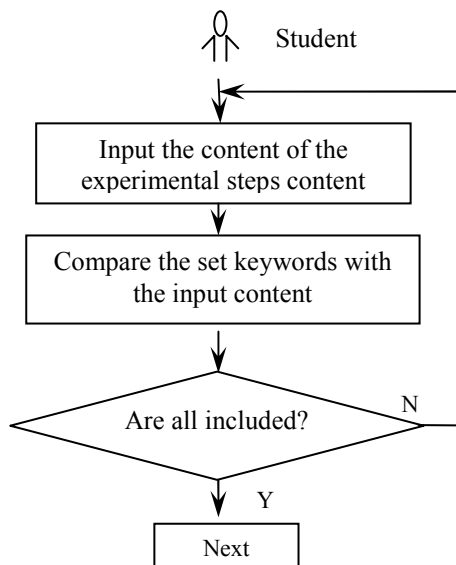 Student
Input the content of the
experimental steps content
Compare the set keywords with
the input content
Are all included?
N
Y
Next